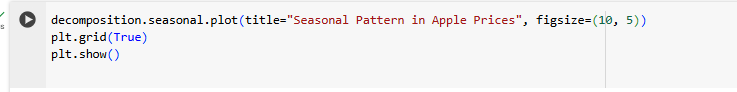 decomposition.seasonal.plot(title="Seasonal Pattern in Apple Prices", figsize=(10, 5))
plt.grid(True)
plt.show()